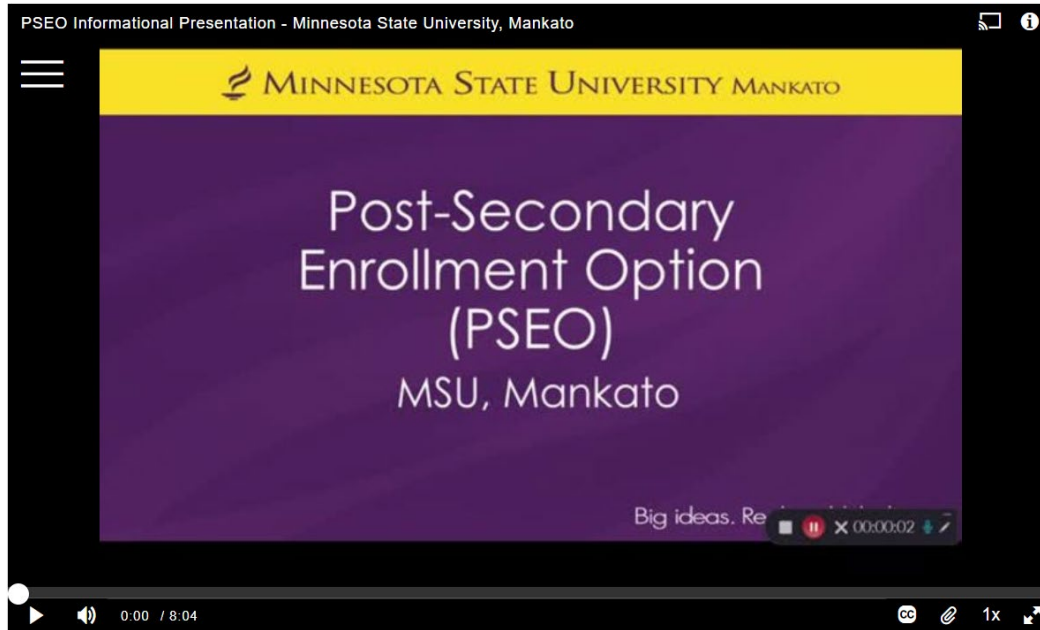 PSEO Informational Presentation - Minnesota State University, Mankato
MINNESOTA STATE UNIVERSITY MANKATO
Post-Secondary
Enrollment Option
(PSEO)
MSU, Mankato
Big ideas.
00:00:02
0:00 / 8:04
CC
1x